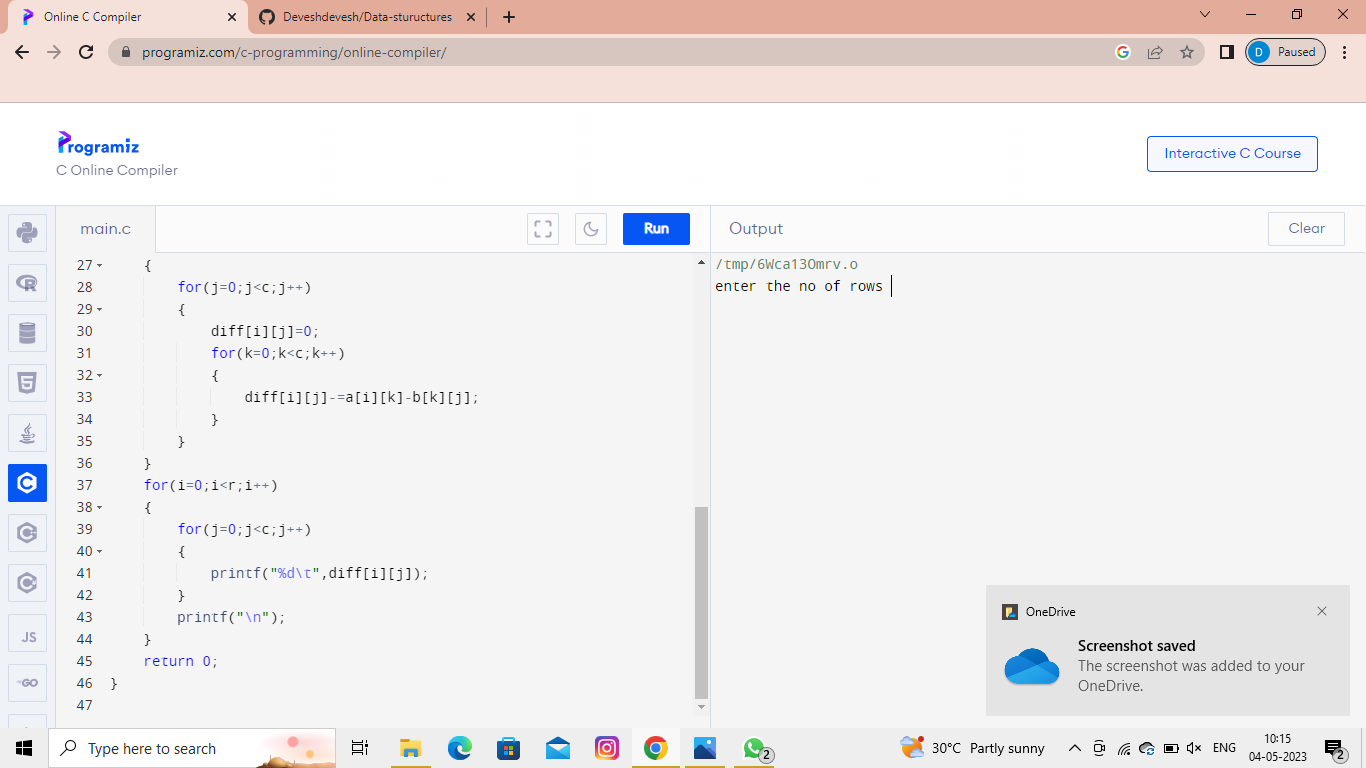 Online C Compiler
Deveshdevesh/Data-sturuictures
programiz.com/c-programming/online-compiler/
Paused
D
Programiz
C Online Compiler
Interactive C Course
main.c
Run
Output
Clear
27 {
28 for(j=0;j<c;j++)
29 {
30 diff[i][j]=0;
31 for(k=0;k<c;k++)
32 {
33 diff[i][j]-=a[i][k]-b[k][j];
34 }
35 }
36 }
37 for(i=0;i<r;i++)
38 {
39 for(j=0;j<c;j++)
40 {
41 printf("%d\t",diff[i][j]);
42 }
43 printf("\n");
44 }
45 return 0;
46 }
47
/tmp/6Wca13Omrv.o
enter the no of rows
JS
GO
OneDrive
Screenshot saved
The screenshot was added to your
OneDrive.
Type here to search
2
30°C Partly sunny
ENG
10:15
04-05-2023
2